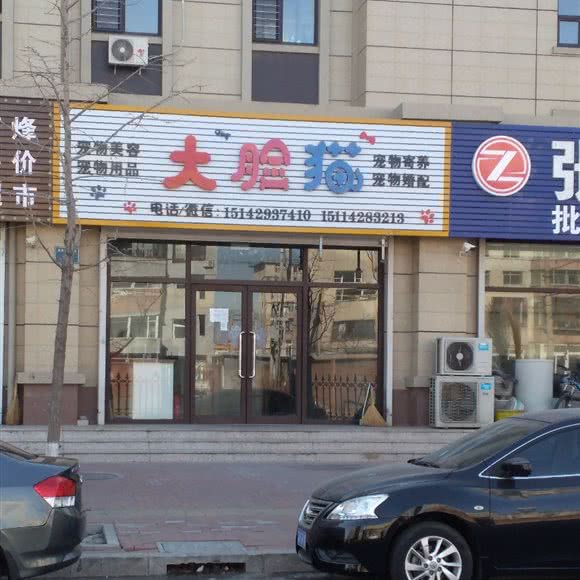 烽
价
市
宠物美容
宠物用品
大脸猫
宠物寄养
宠物婚配
电话/微信：15142937410 15114283213
Z
张
批